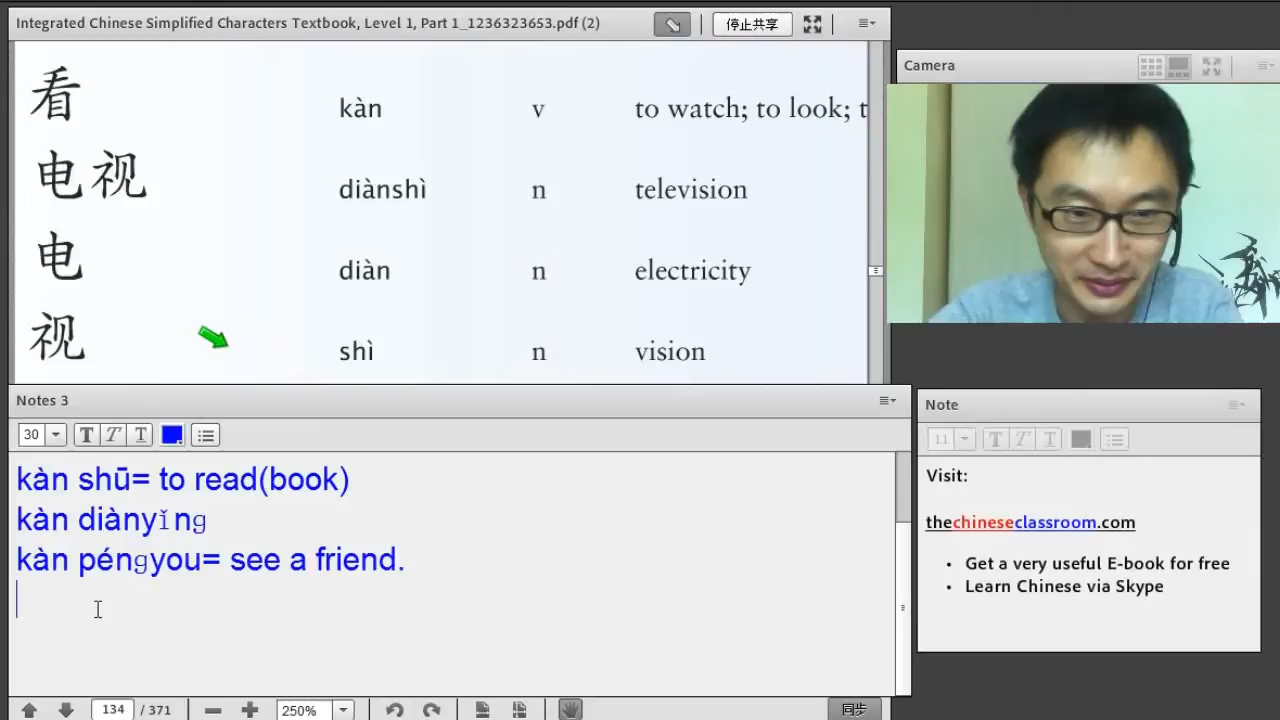 Integrated Chinese Simplified Characters Textbook, Level 1, Part 1_1236323653.pdf (2)
停止共享
看 kàn v to watch; to look; t
电视 diànshì n television
电 diàn n electricity
视 shì n vision
Camera
Notes 3
30 T T T
kàn shū= to read(book)
kàn diànyǐng
kàn péngyou= see a friend.
134 / 371 250% 同步
Note
11 T T T
Visit:
thechineseclassroom.com
• Get a very useful E-book for free
• Learn Chinese via Skype